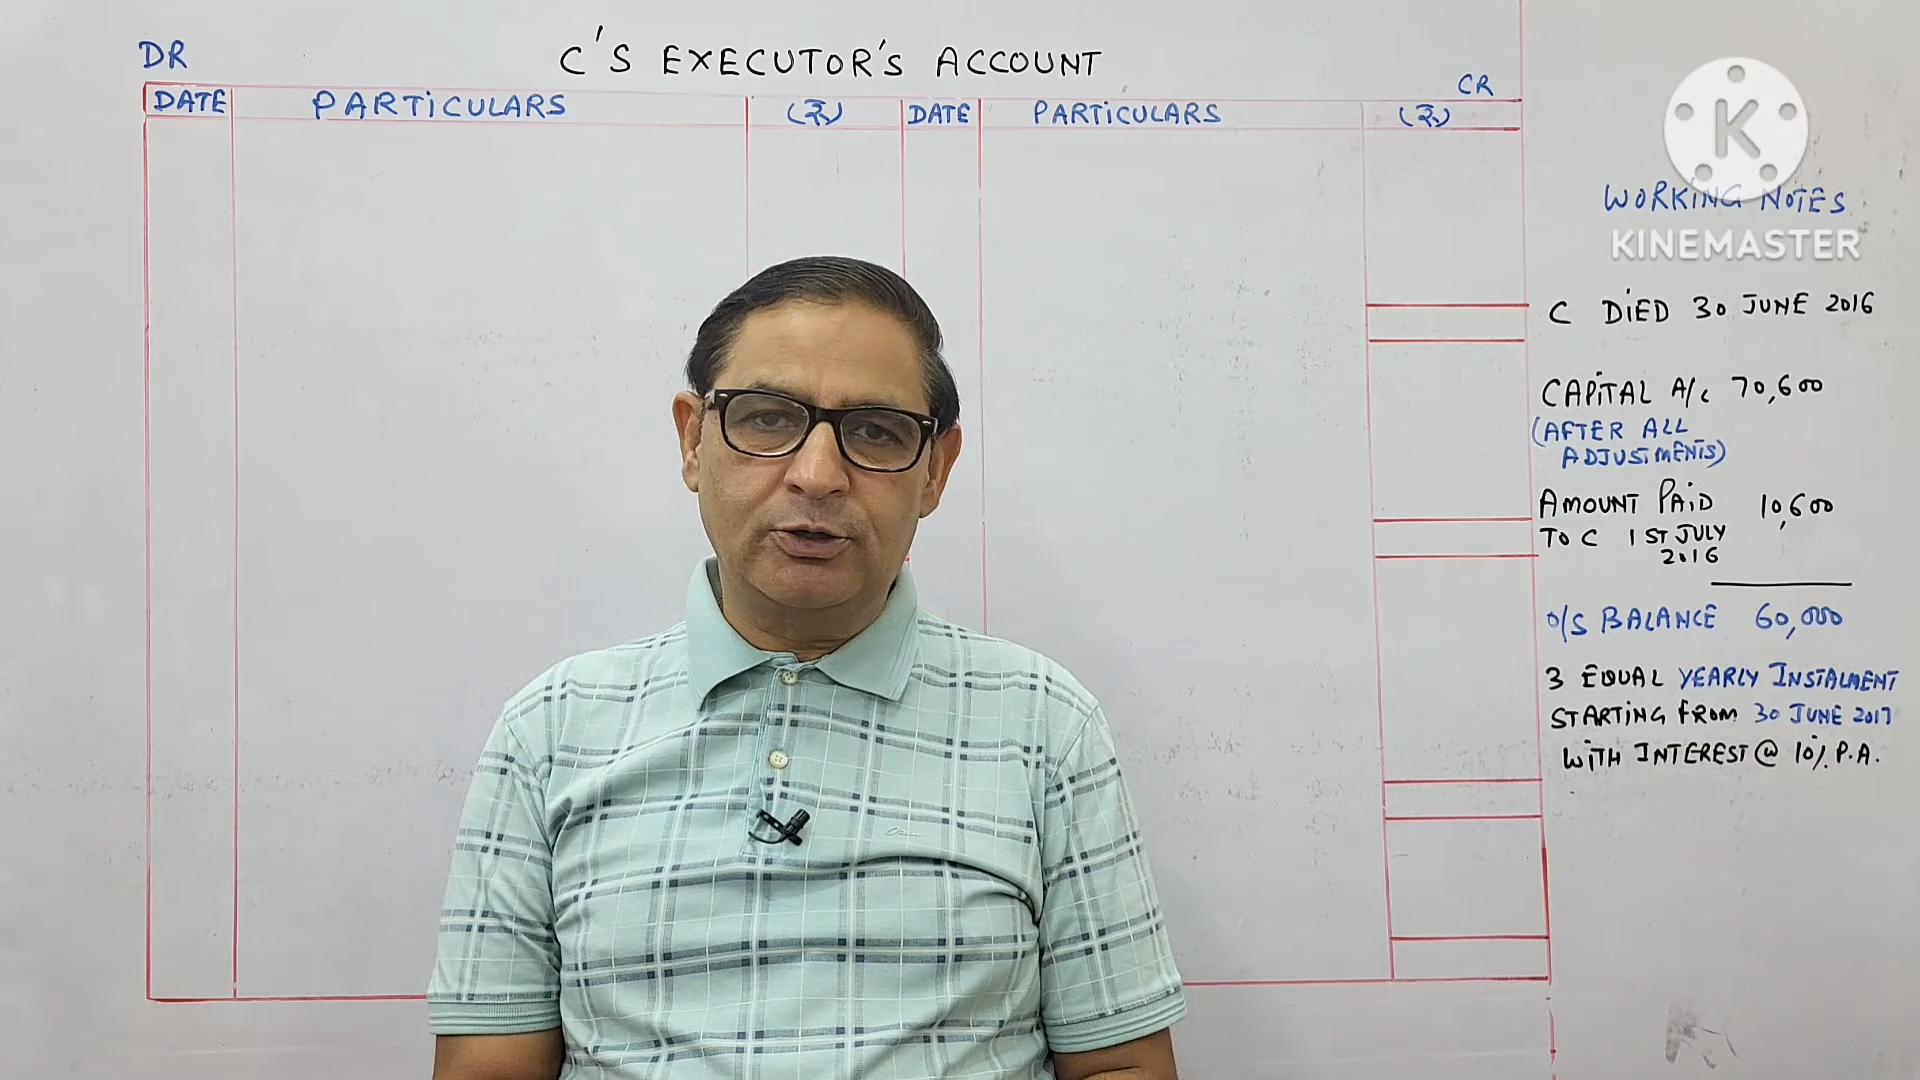 DR
C'S EXECUTOR'S ACCOUNT
CR
DATE PARTICULARS (₹) DATE PARTICULARS (₹)
K
WORKING NOTES
KINEMASTER
C DIED 30 JUNE 2016
CAPITAL A/c 70,600
(AFTER ALL
ADJUSTMENTS)
AMOUNT PAID 10,600
TO C 1ST JULY
2016
O/S BALANCE 60,000
3 EQUAL YEARLY INSTALMENT
STARTING FROM 30 JUNE 2017
WITH INTEREST @ 10% P.A.